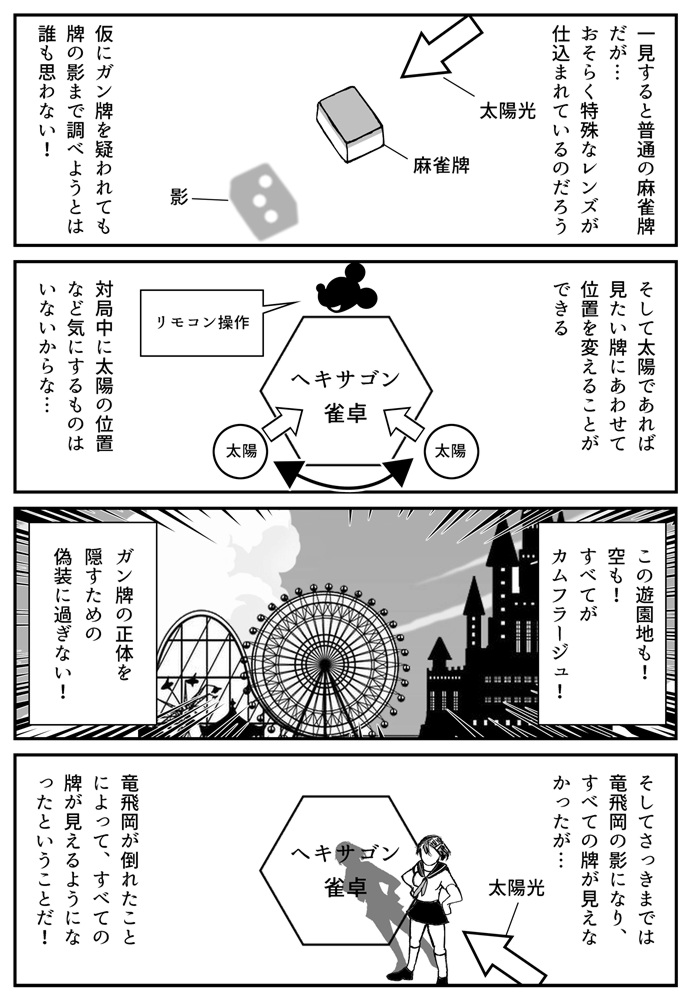 一見すると普通の麻雀牌
だが…
おそらく特殊なレンズが
仕込まれているのだろう
太陽光
麻雀牌
影
仮にガン牌を疑われても
牌の影まで調べようとは
誰も思わない！
そして太陽であれば
見たい牌にあわせて
位置を変えることが
できる
リモコン操作
ヘキサゴン
雀卓
太陽
太陽
対局中に太陽の位置
など気にするものは
いないからな…
この遊園地も！
空も！
すべてが
カムフラージュ！
ガン牌の正体を
隠すための
偽装に過ぎない！
そしてさっきまでは
竜飛岡の影になり、
すべての牌が見えな
かったが…
太陽光
ヘキサゴン
雀卓
竜飛岡が倒れたこと
によって、すべての
牌が見えるようにな
ったということだ！